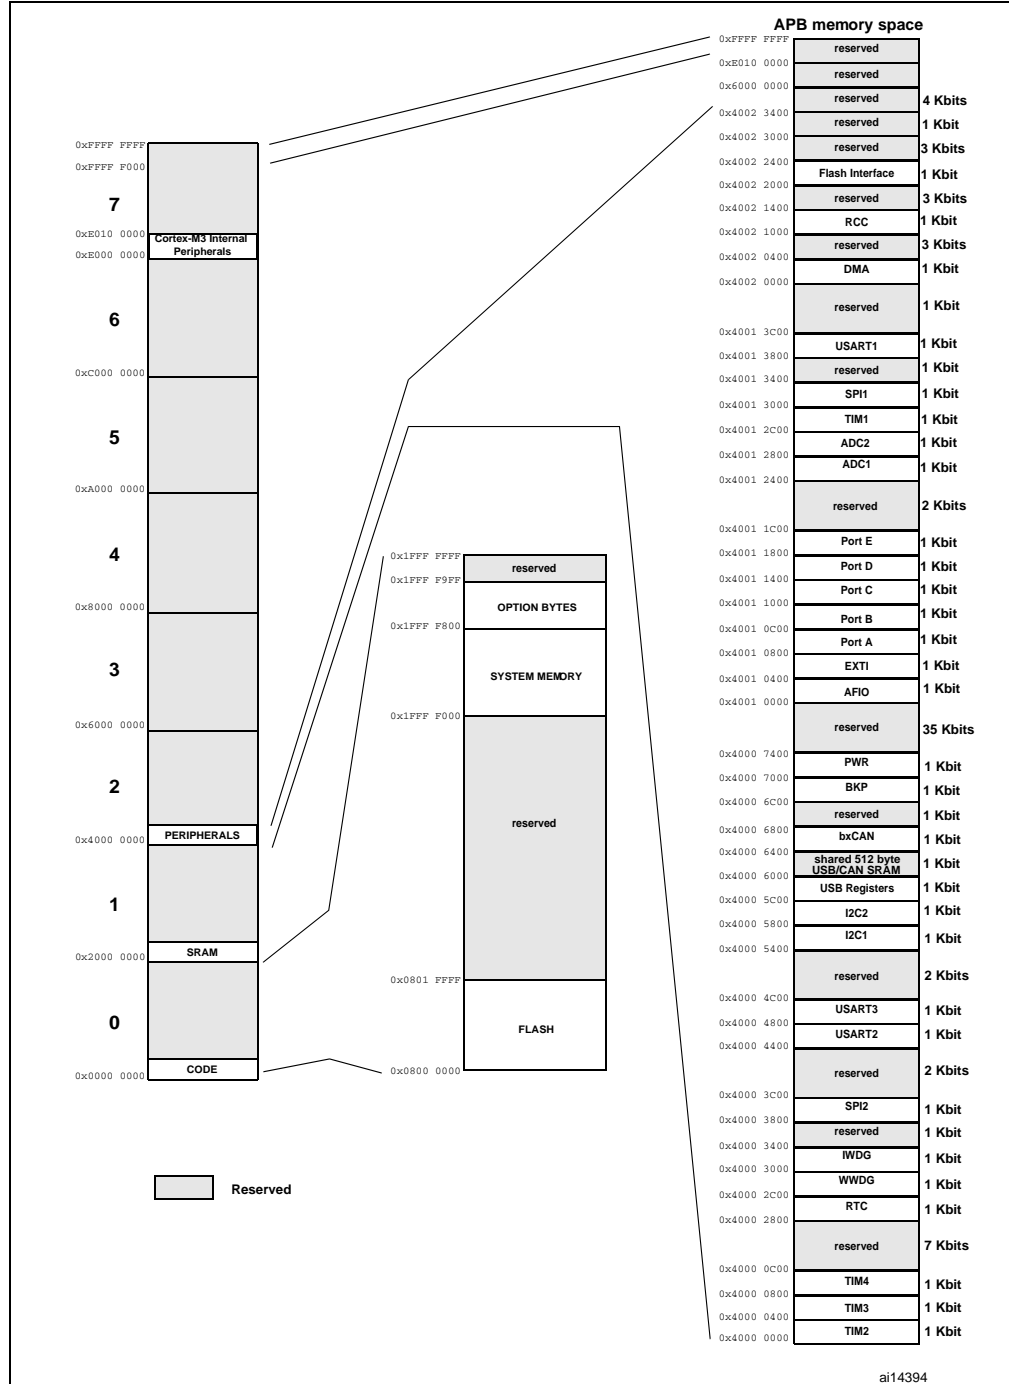 APB memory space
0xFFFF FFFF
reserved
0xE010 0000
reserved
0x6000 0000
reserved
4 Kbits
0x4002 3400
reserved
1 Kbit
0x4002 3000
reserved
3 Kbits
0x4002 2400
Flash Interface
1 Kbit
0x4002 2000
reserved
3 Kbits
0x4002 1400
RCC
1 Kbit
0x4002 1000
reserved
3 Kbits
0x4002 0400
DMA
1 Kbit
0x4002 0000
reserved
1 Kbit
0x4001 3C00
USART1
1 Kbit
0x4001 3800
reserved
1 Kbit
0x4001 3400
SPI1
1 Kbit
0x4001 3000
TIM1
1 Kbit
0x4001 2C00
ADC2
1 Kbit
0x4001 2800
ADC1
1 Kbit
0x4001 2400
reserved
2 Kbits
0x4001 1C00
Port E
1 Kbit
0x4001 1800
Port D
1 Kbit
0x4001 1400
Port C
1 Kbit
0x4001 1000
Port B
1 Kbit
0x4001 0C00
Port A
1 Kbit
0x4001 0800
EXTI
1 Kbit
0x4001 0400
AFIO
1 Kbit
0x4001 0000
reserved
35 Kbits
0x4000 7400
PWR
1 Kbit
0x4000 7000
BKP
1 Kbit
0x4000 6C00
reserved
1 Kbit
0x4000 6800
bxCAN
1 Kbit
0x4000 6400
shared 512 byte
USB/CAN SRAM
1 Kbit
0x4000 6000
USB Registers
1 Kbit
0x4000 5C00
I2C2
1 Kbit
0x4000 5800
I2C1
1 Kbit
0x4000 5400
reserved
2 Kbits
0x4000 4C00
USART3
1 Kbit
0x4000 4800
USART2
1 Kbit
0x4000 4400
reserved
2 Kbits
0x4000 3C00
SPI2
1 Kbit
0x4000 3800
reserved
1 Kbit
0x4000 3400
IWDG
1 Kbit
0x4000 3000
WWDG
1 Kbit
0x4000 2C00
RTC
1 Kbit
0x4000 2800
reserved
7 Kbits
0x4000 0C00
TIM4
1 Kbit
0x4000 0800
TIM3
1 Kbit
0x4000 0400
TIM2
1 Kbit
0x4000 0000
0xFFFF FFFF
0xFFFF F000
7
0xE010 0000
Cortex-M3 Internal
Peripherals
0xE000 0000
6
0xC000 0000
5
0xA000 0000
4
0x8000 0000
3
0x6000 0000
2
PERIPHERALS
0x4000 0000
1
SRAM
0x2000 0000
0
CODE
0x0000 0000
0x1FFF FFFF
reserved
0x1FFF F9FF
OPTION BYTES
0x1FFF F800
SYSTEM MEMORY
0x1FFF F000
reserved
0x0801 FFFF
FLASH
0x0800 0000
Reserved
ai14394